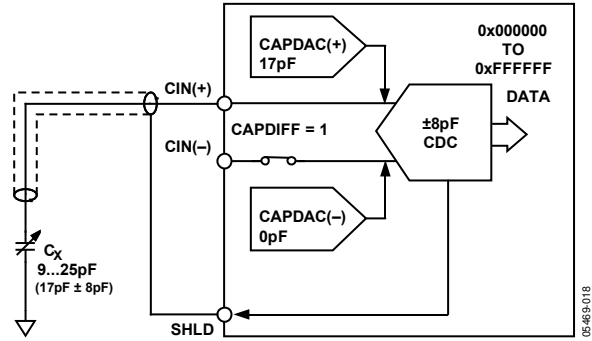 CAPDAC(+)
17pF
0x000000
TO
0xFFFFFF
DATA
CIN(+)
CAPDIFF = 1
±8pF
CDC
CIN(–)
CAPDAC(–)
0pF
CX
9...25pF
(17pF ± 8pF)
SHLD
05469-018